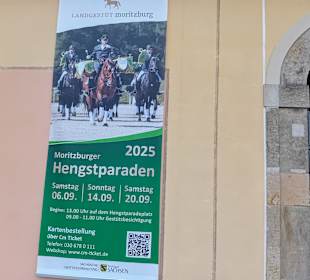 LANDGESTÜT moritzburg
2025
Moritzburger
Hengstparaden
Samstag Sonntag Samstag
06.09. 14.09. 20.09.
Beginn: 13.00 Uhr auf dem Hengstparadeplatz
09.00 - 11.00 Uhr Gestütsbesichtigung
Kartenbestellung
über Cm Ticket
Telefon: 030 678 0 111
Webshop: www.cm-ticket.de
SACHSEN